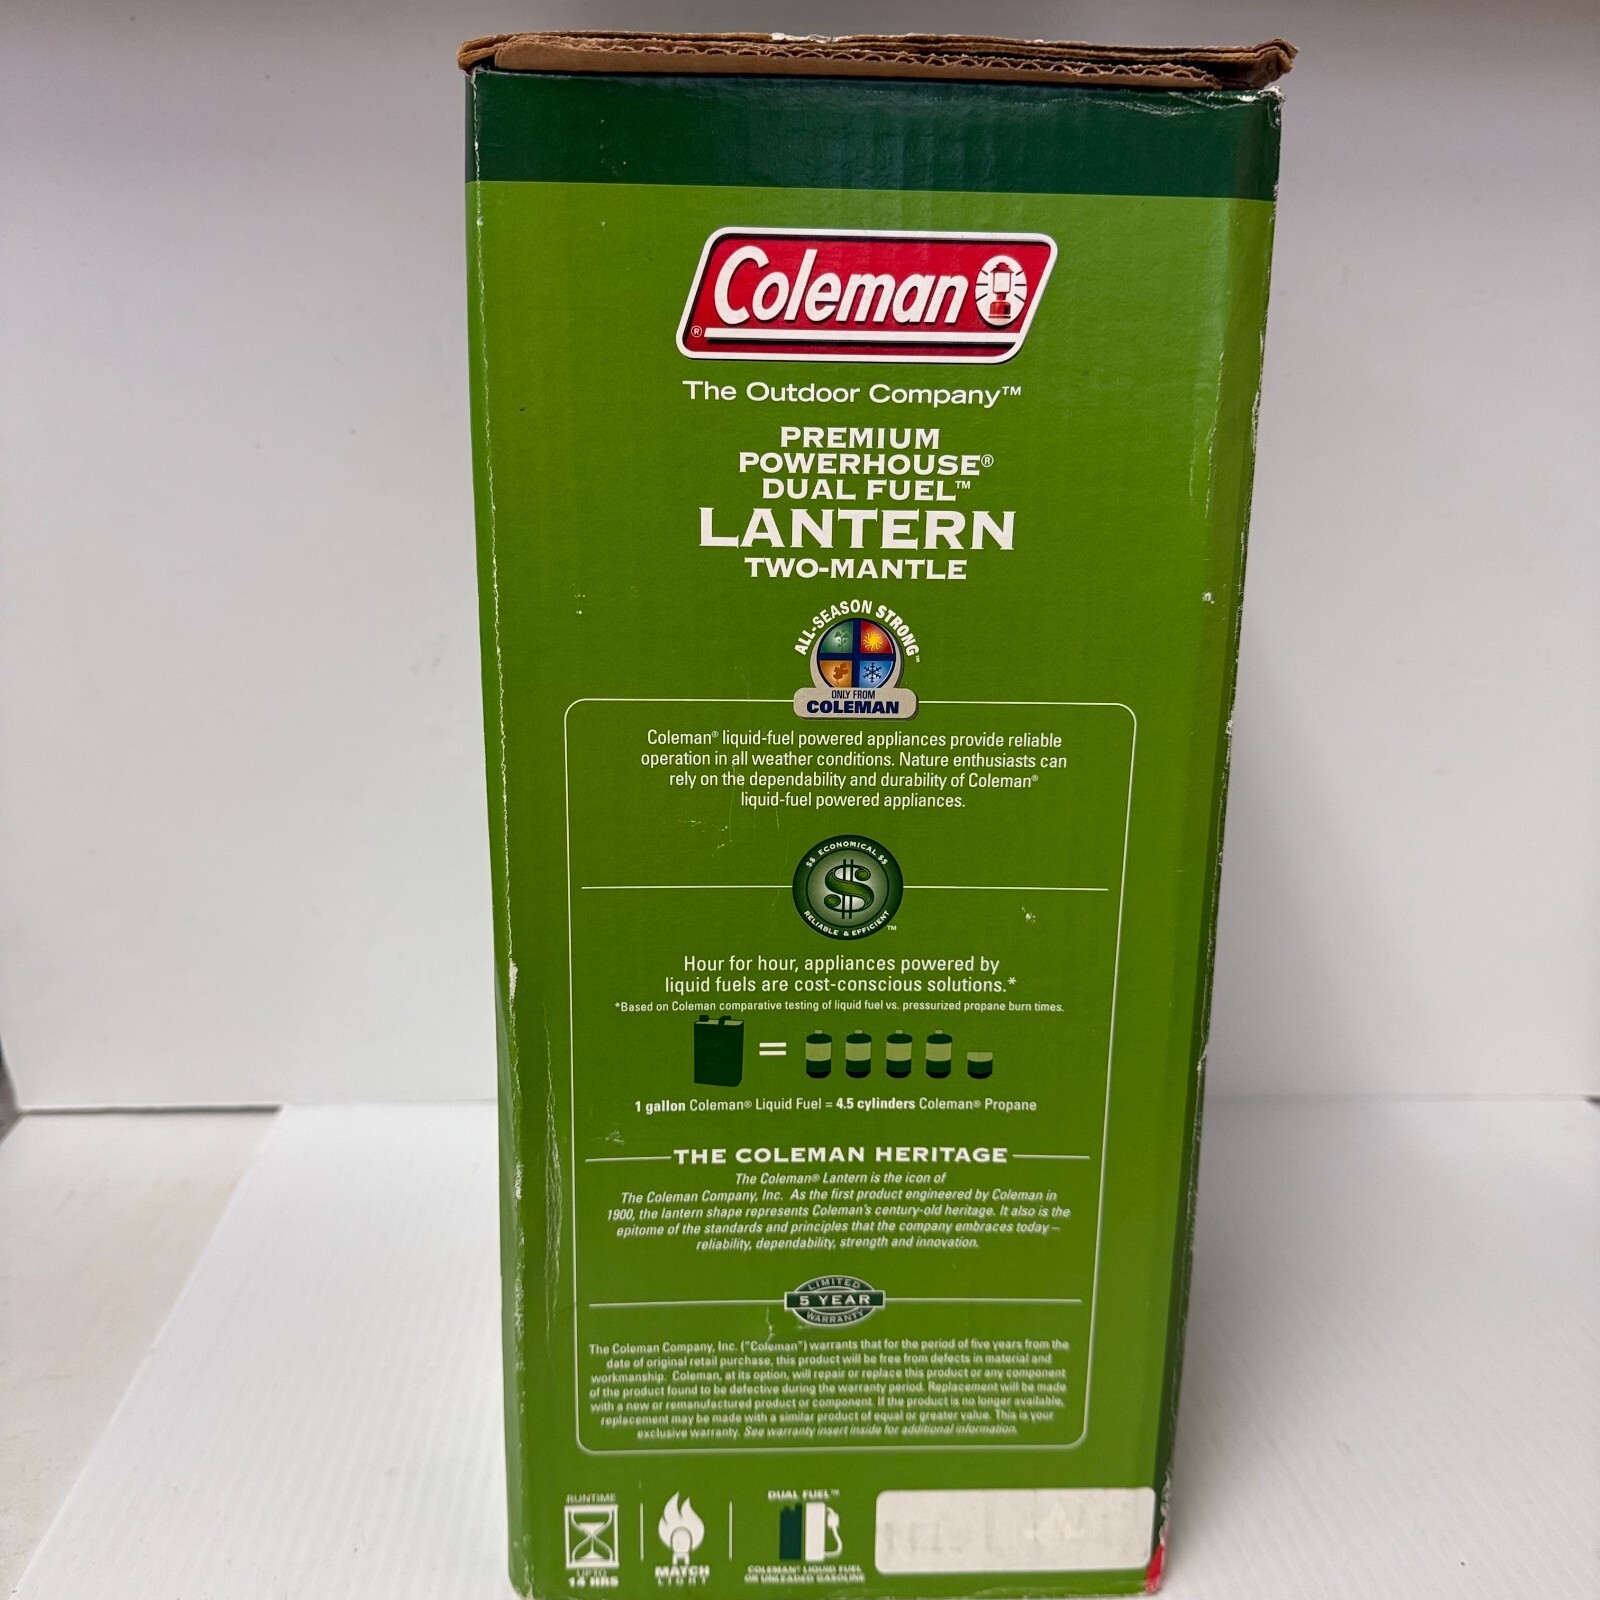 Coleman
®
The Outdoor Company™
PREMIUM
POWERHOUSE®
DUAL FUEL™
LANTERN
TWO-MANTLE
ALL-SEASON STRONG™
ONLY FROM
COLEMAN
Coleman® liquid-fuel powered appliances provide reliable
operation in all weather conditions. Nature enthusiasts can
rely on the dependability and durability of Coleman®
liquid-fuel powered appliances.
$$ ECONOMICAL $$
$
RELIABLE & EFFICIENT
™
Hour for hour, appliances powered by
liquid fuels are cost-conscious solutions.*
*Based on Coleman comparative testing of liquid fuel vs. pressurized propane burn times.
=
1 gallon Coleman® Liquid Fuel = 4.5 cylinders Coleman® Propane
THE COLEMAN HERITAGE
The Coleman® Lantern is the icon of
The Coleman Company, Inc. As the first product engineered by Coleman in
1900, the lantern shape represents Coleman's century-old heritage. It also is the
epitome of the standards and principles that the company embraces today –
reliability, dependability, strength and innovation.
LIMITED
5 YEAR
WARRANTY
The Coleman Company, Inc. ("Coleman") warrants that for the period of five years from the
date of original retail purchase, this product will be free from defects in material and
workmanship. Coleman, at its option, will repair or replace this product or any component
of the product found to be defective during the warranty period. Replacement will be made
with a new or remanufactured product or component. If the product is no longer available,
replacement may be made with a similar product of equal or greater value. This is your
exclusive warranty. See warranty insert inside for additional information.
RUNTIME
UP TO
14 HRS
MATCH
LIGHT
DUAL FUEL™
COLEMAN® LIQUID FUEL
OR UNLEADED GASOLINE